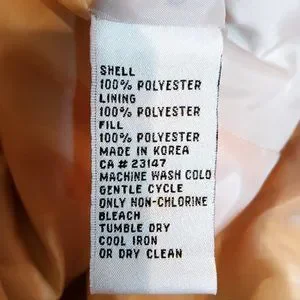 SHELL
100% POLYESTER
LINING
100% POLYESTER
FILL
100% POLYESTER
MADE IN KOREA
CA # 23147
MACHINE WASH COLD
GENTLE CYCLE
ONLY NON-CHLORINE
BLEACH
TUMBLE DRY
COOL IRON
OR DRY CLEAN